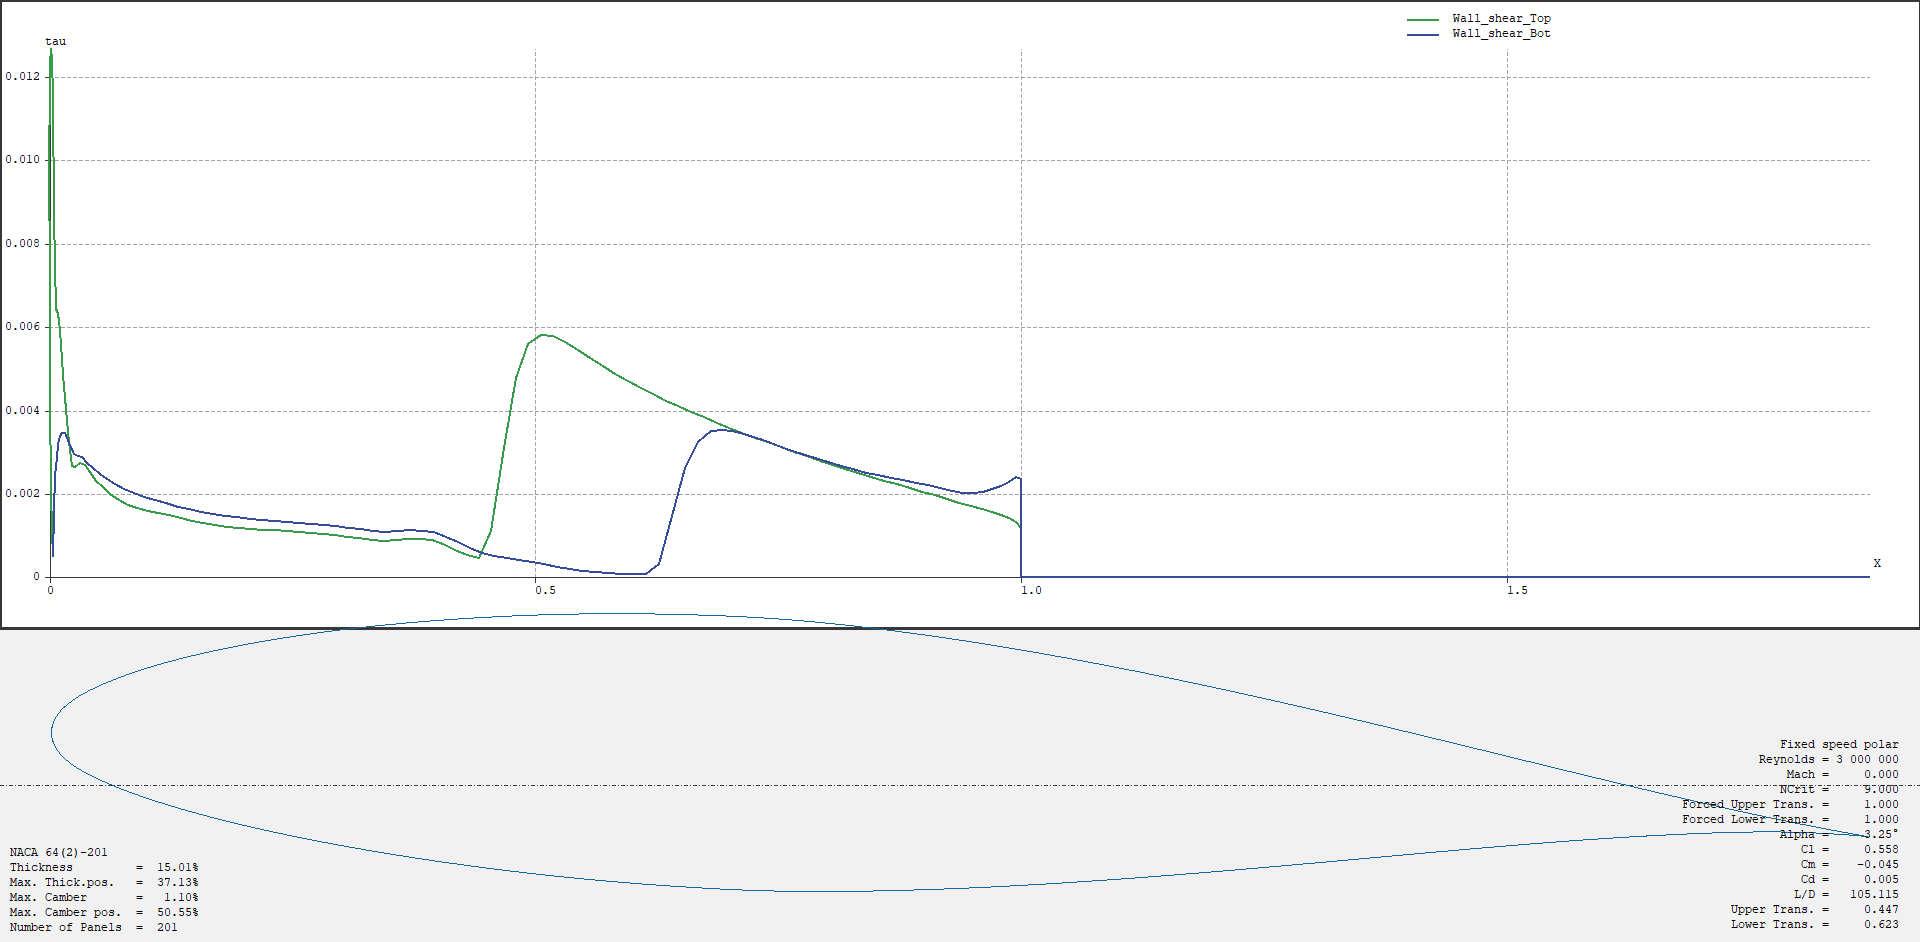 Wall_shear_Top
Wall_shear_Bot
tau
0.012
0.010
0.008
0.006
0.004
0.002
0
X
0 0.5 1.0 1.5
Fixed speed polar
Reynolds = 3 000 000
Mach = 0.000
NCrit = 9.000
Forced Upper Trans. = 1.000
Forced Lower Trans. = 1.000
Alpha = 3.25°
Cl = 0.558
Cm = -0.045
Cd = 0.005
L/D = 105.115
Upper Trans. = 0.447
Lower Trans. = 0.623
NACA 64(2)-201
Thickness = 15.01%
Max. Thick.pos. = 37.13%
Max. Camber = 1.10%
Max. Camber pos. = 50.55%
Number of Panels = 201